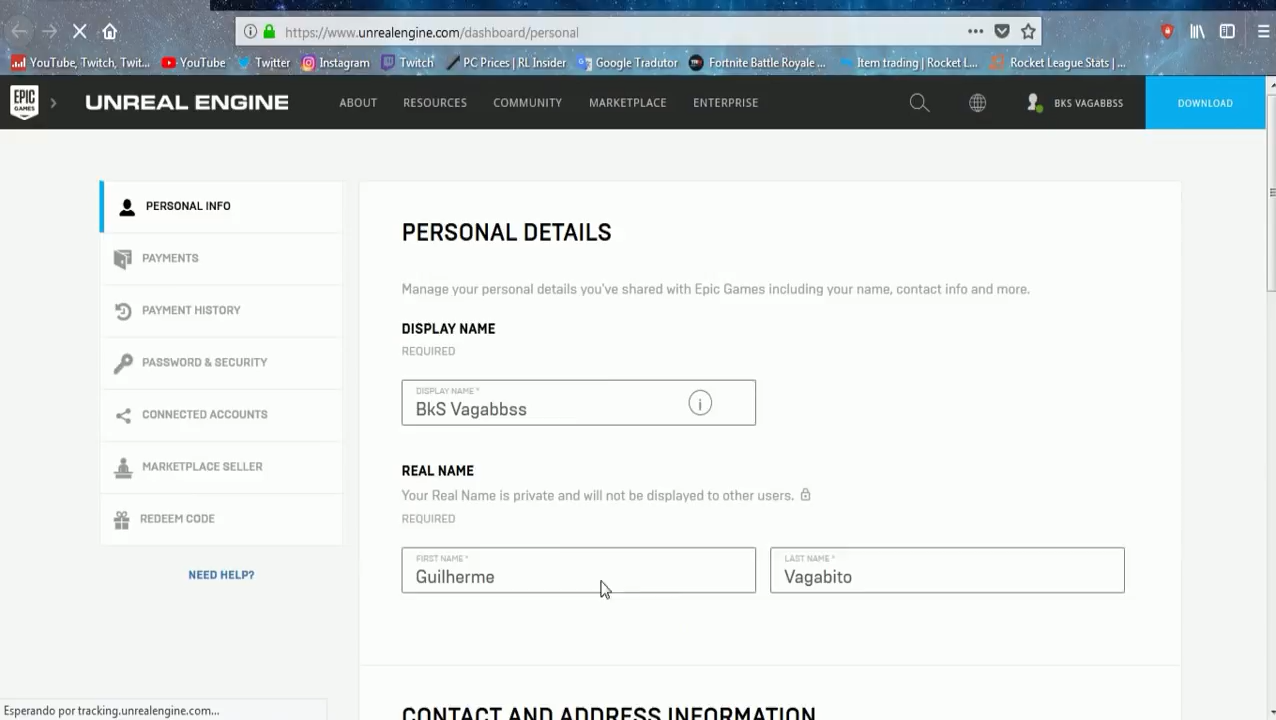 https://www.unrealengine.com/dashboard/personal
YouTube, Twitch, Twit... YouTube Twitter Instagram Twitch PC Prices | RL Insider Google Tradutor Fortnite Battle Royale ... Item trading | Rocket L... Rocket League Stats | ...
EPIC GAMES UNREAL ENGINE ABOUT RESOURCES COMMUNITY MARKETPLACE ENTERPRISE BKS VAGABBSS DOWNLOAD
PERSONAL INFO
PAYMENTS
PAYMENT HISTORY
PASSWORD & SECURITY
CONNECTED ACCOUNTS
MARKETPLACE SELLER
REDEEM CODE
NEED HELP?
PERSONAL DETAILS
Manage your personal details you've shared with Epic Games including your name, contact info and more.
DISPLAY NAME
REQUIRED
DISPLAY NAME *
BkS Vagabbss
REAL NAME
Your Real Name is private and will not be displayed to other users.
REQUIRED
FIRST NAME *
Guilherme
LAST NAME *
Vagabito
CONTACT AND ADDRESS INFORMATION
Esperando por tracking.unrealengine.com...